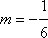 m = -1/6